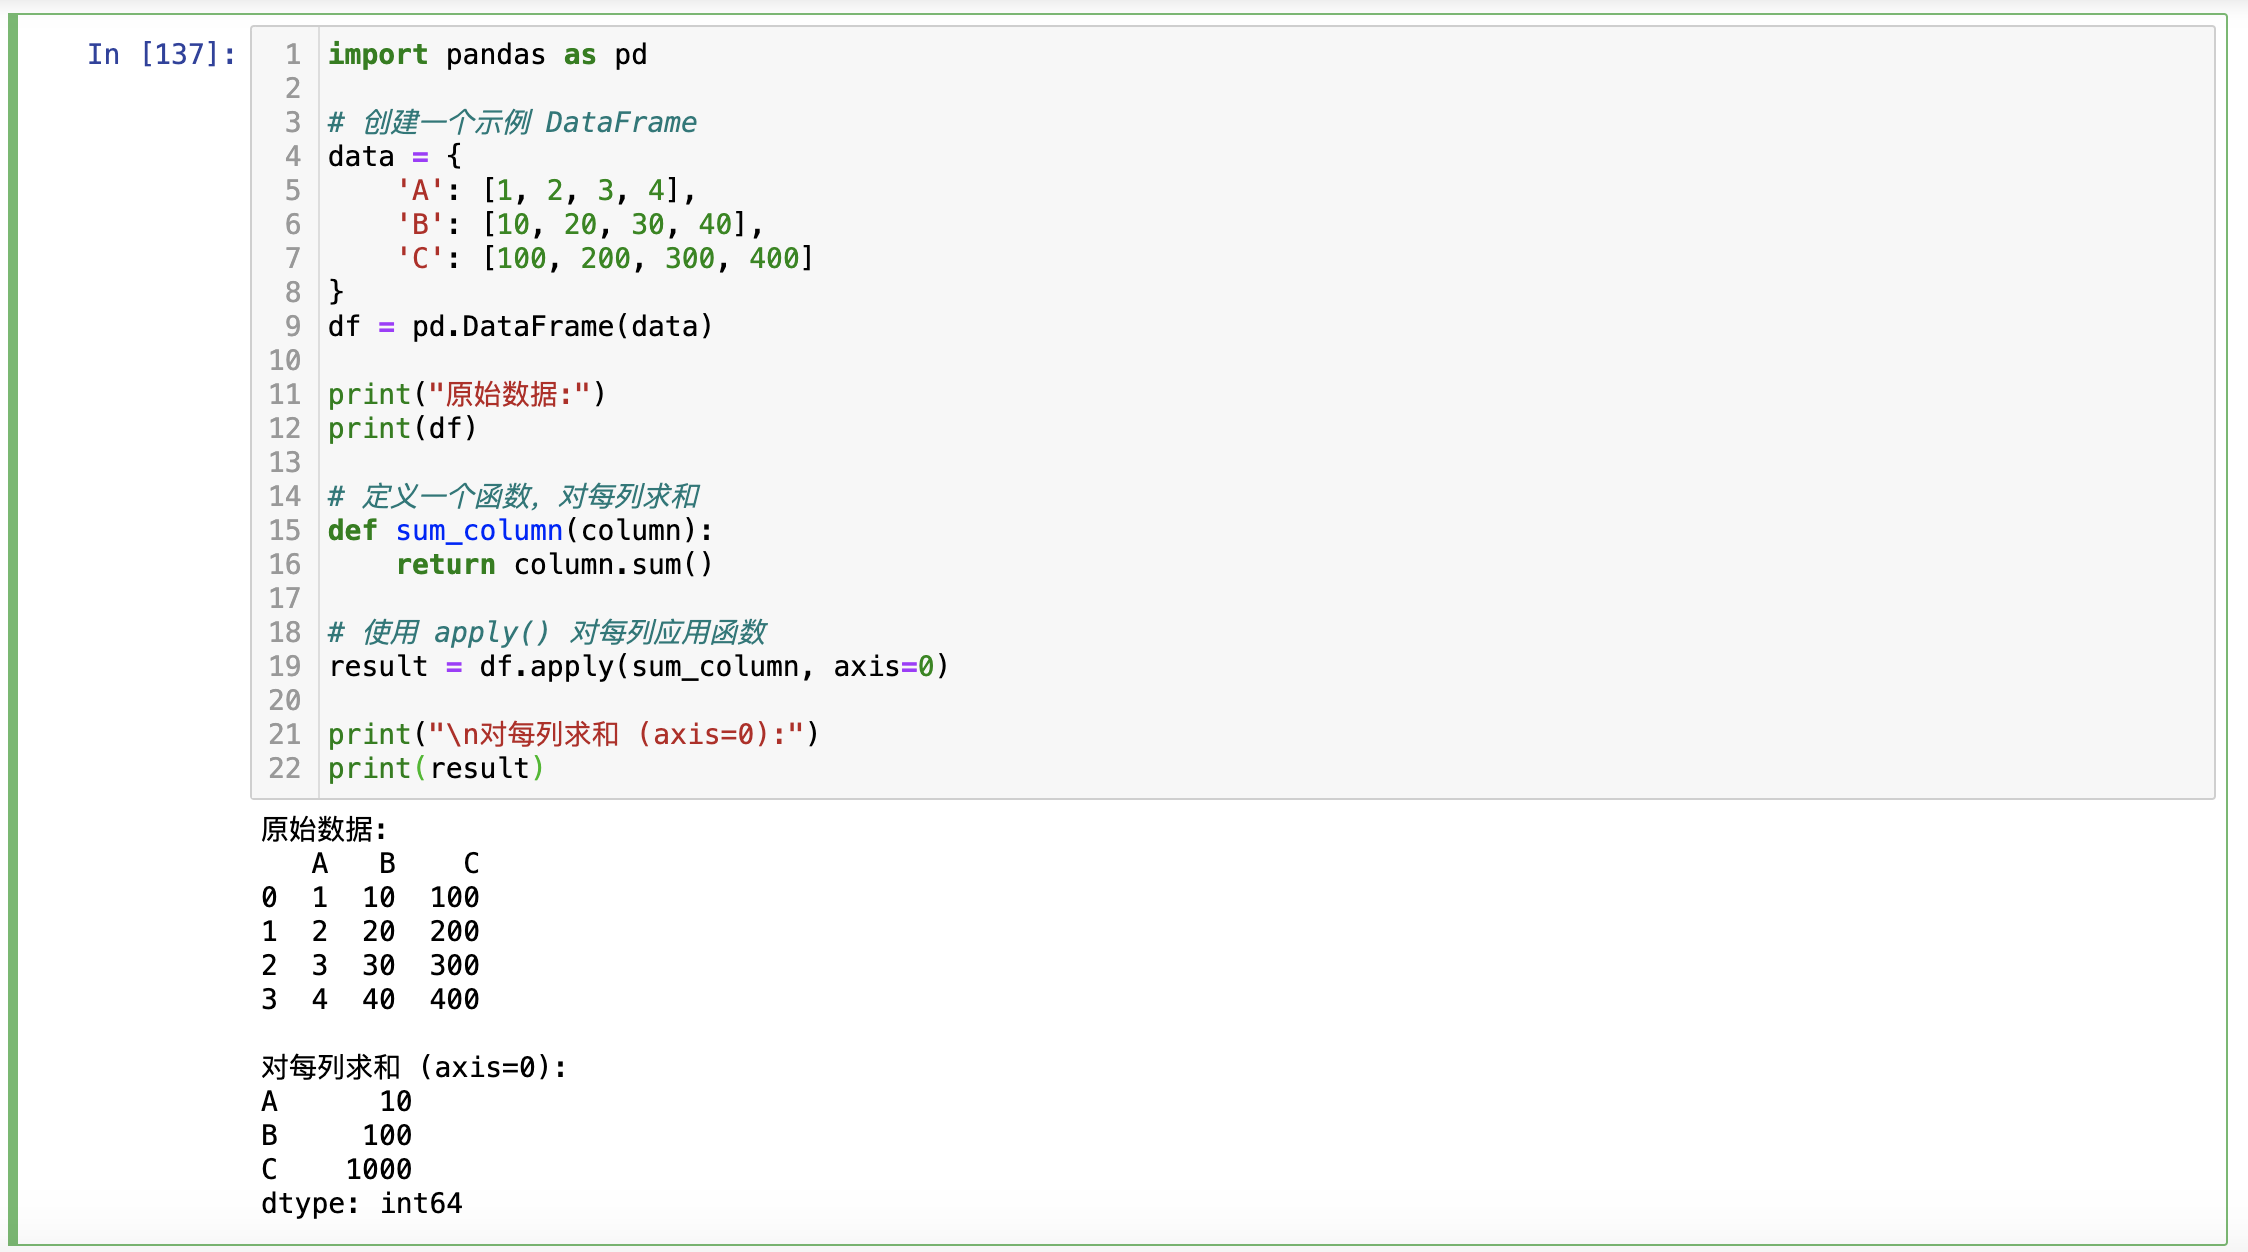 In [137]:
1 import pandas as pd
2
3 # 创建一个示例 DataFrame
4 data = {
5     'A': [1, 2, 3, 4],
6     'B': [10, 20, 30, 40],
7     'C': [100, 200, 300, 400]
8 }
9 df = pd.DataFrame(data)
10
11 print("原始数据:")
12 print(df)
13
14 # 定义一个函数，对每列求和
15 def sum_column(column):
16     return column.sum()
17
18 # 使用 apply() 对每列应用函数
19 result = df.apply(sum_column, axis=0)
20
21 print("\n对每列求和 (axis=0):")
22 print(result)
原始数据:
   A   B    C
0  1  10  100
1  2  20  200
2  3  30  300
3  4  40  400

对每列求和 (axis=0):
A      10
B     100
C    1000
dtype: int64